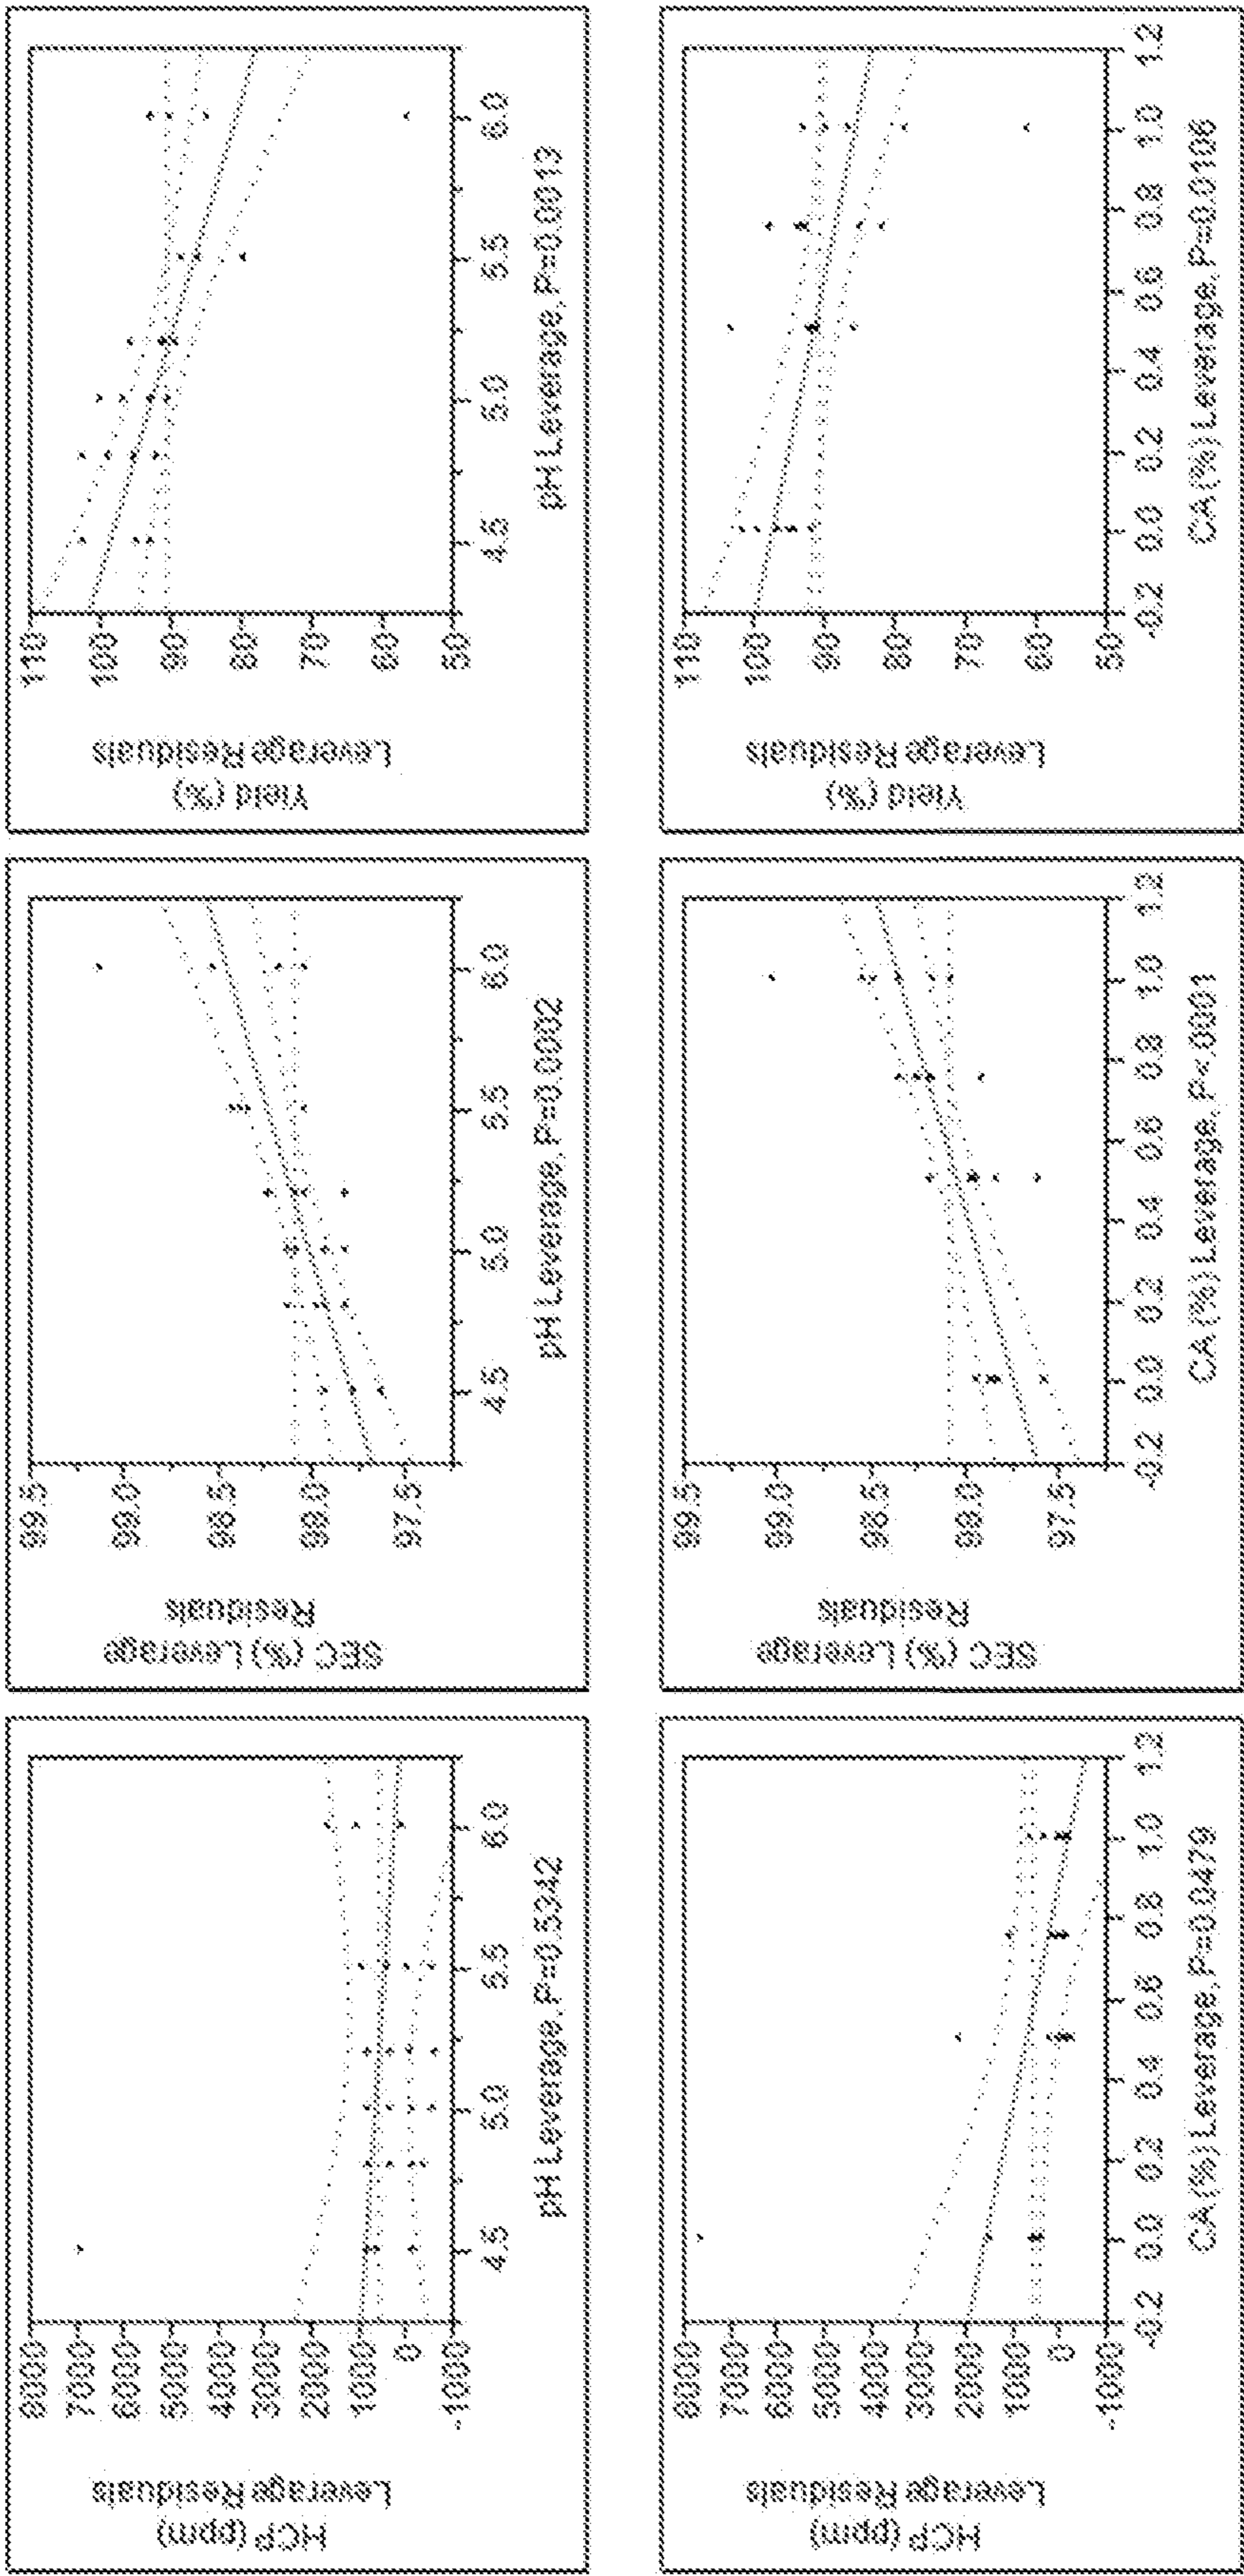 HCP (ppm)
Leverage Residuals
8000
7000
6000
5000
4000
3000
2000
1000
0
-1000
4.5 5.0 5.5 6.0
pH Leverage, P=0.5342
SEC (%) Leverage
Residuals
99.5
99.0
98.5
98.0
97.5
4.5 5.0 5.5 6.0
pH Leverage, P=0.0002
Yield (%)
Leverage Residuals
110
100
90
80
70
60
50
4.5 5.0 5.5 6.0
pH Leverage, P=0.0013
HCP (ppm)
Leverage Residuals
8000
7000
6000
5000
4000
3000
2000
1000
0
-1000
-0.2 0.0 0.2 0.4 0.6 0.8 1.0 1.2
CA (%) Leverage, P=0.0479
SEC (%) Leverage
Residuals
99.5
99.0
98.5
98.0
97.5
-0.2 0.0 0.2 0.4 0.6 0.8 1.0 1.2
CA (%) Leverage, P<.0001
Yield (%)
Leverage Residuals
110
100
90
80
70
60
50
-0.2 0.0 0.2 0.4 0.6 0.8 1.0 1.2
CA (%) Leverage, P=0.0106